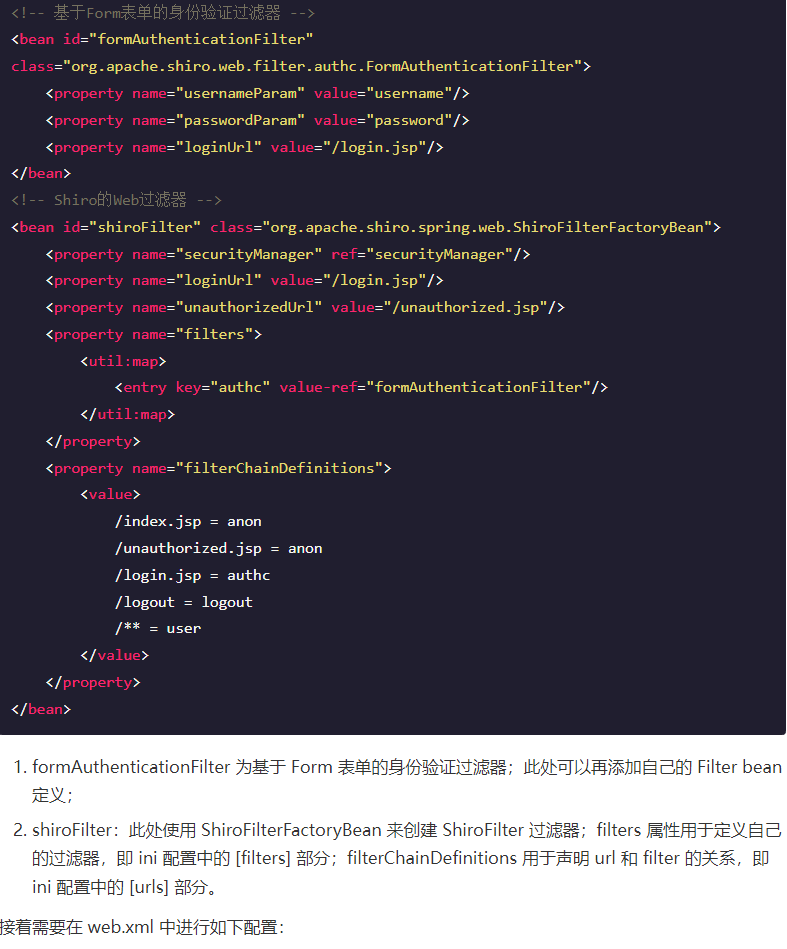 <!-- 基于Form表单的身份验证过滤器 -->
<bean id="formAuthenticationFilter"
class="org.apache.shiro.web.filter.authc.FormAuthenticationFilter">
    <property name="usernameParam" value="username"/>
    <property name="passwordParam" value="password"/>
    <property name="loginUrl" value="/login.jsp"/>
</bean>
<!-- Shiro的Web过滤器 -->
<bean id="shiroFilter" class="org.apache.shiro.spring.web.ShiroFilterFactoryBean">
    <property name="securityManager" ref="securityManager"/>
    <property name="loginUrl" value="/login.jsp"/>
    <property name="unauthorizedUrl" value="/unauthorized.jsp"/>
    <property name="filters">
        <util:map>
            <entry key="authc" value-ref="formAuthenticationFilter"/>
        </util:map>
    </property>
    <property name="filterChainDefinitions">
        <value>
            /index.jsp = anon
            /unauthorized.jsp = anon
            /login.jsp = authc
            /logout = logout
            /** = user
        </value>
    </property>
</bean>
1. formAuthenticationFilter 为基于 Form 表单的身份验证过滤器；此处可以再添加自己的 Filter bean
定义；
2. shiroFilter：此处使用 ShiroFilterFactoryBean 来创建 ShiroFilter 过滤器；filters 属性用于定义自己
的过滤器，即 ini 配置中的 [filters] 部分；filterChainDefinitions 用于声明 url 和 filter 的关系，即
ini 配置中的 [urls] 部分。
接着需要在 web.xml 中进行如下配置：